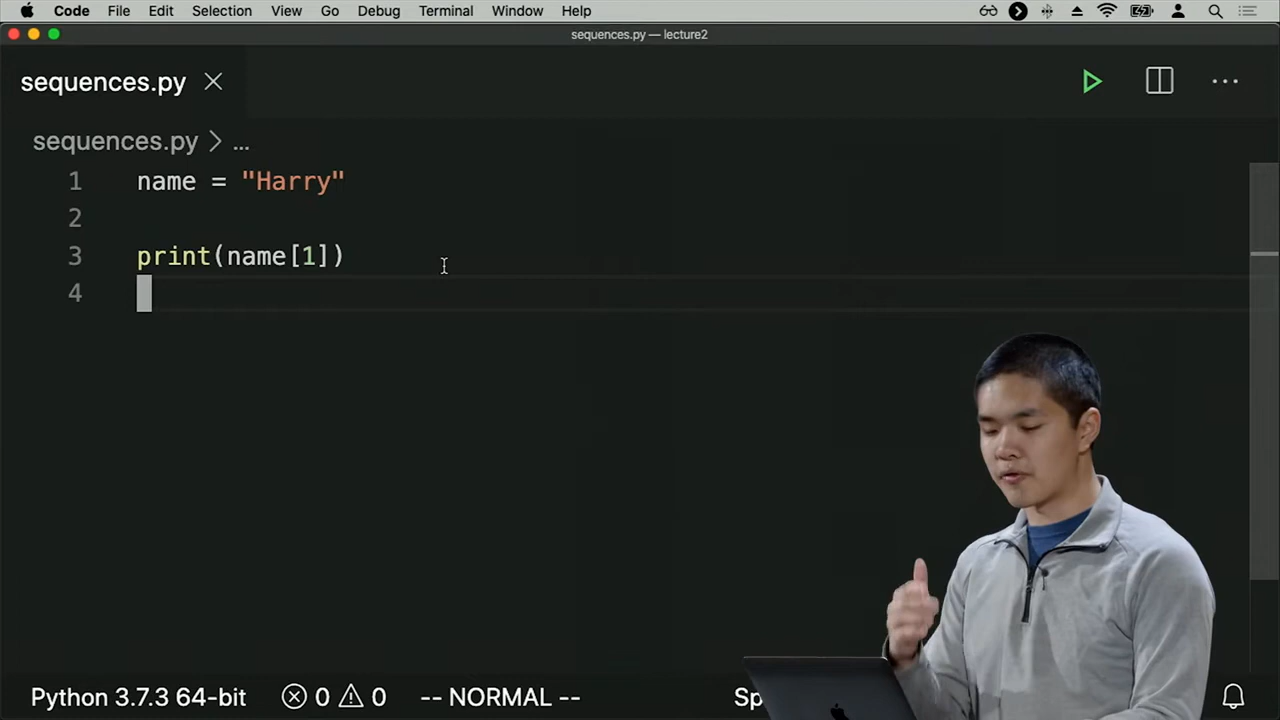 Code File Edit Selection View Go Debug Terminal Window Help
sequences.py — lecture2
sequences.py
sequences.py > ...
1 name = "Harry"
2
3 print(name[1])
4
Python 3.7.3 64-bit 0 0 -- NORMAL -- Sp